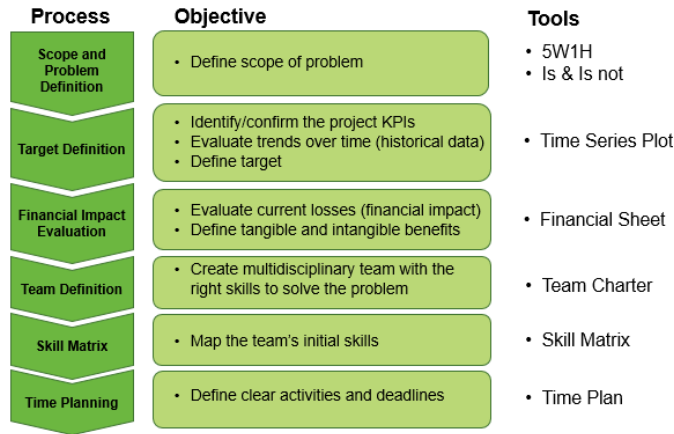 Process
Objective
Tools
Scope and
Problem
Definition
• Define scope of problem
• 5W1H
• Is & Is not
Target Definition
• Identify/confirm the project KPIs
• Evaluate trends over time (historical data)
• Define target
• Time Series Plot
Financial Impact
Evaluation
• Evaluate current losses (financial impact)
• Define tangible and intangible benefits
• Financial Sheet
Team Definition
• Create multidisciplinary team with the
right skills to solve the problem
• Team Charter
Skill Matrix
• Map the team’s initial skills
• Skill Matrix
Time Planning
• Define clear activities and deadlines
• Time Plan